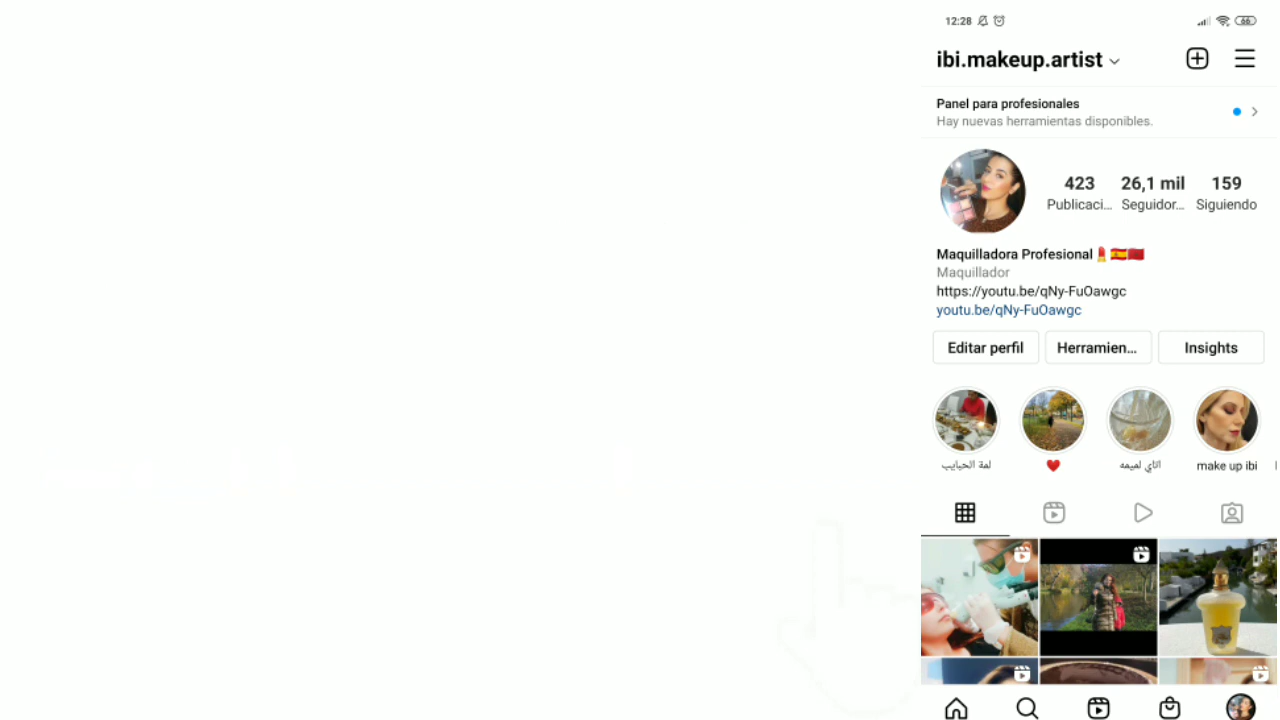 12:28
66
ibi.makeup.artist
Panel para profesionales
Hay nuevas herramientas disponibles.
423 26,1 mil 159
Publicaci... Seguidor... Siguiendo
Maquilladora Profesional💄🇪🇸🇲🇦
Maquillador
https://youtu.be/qNy-FuOawgc
youtu.be/qNy-FuOawgc
Editar perfil Herramien... Insights
لمة الحبايب ❤️ اتاي لميمه make up ibi